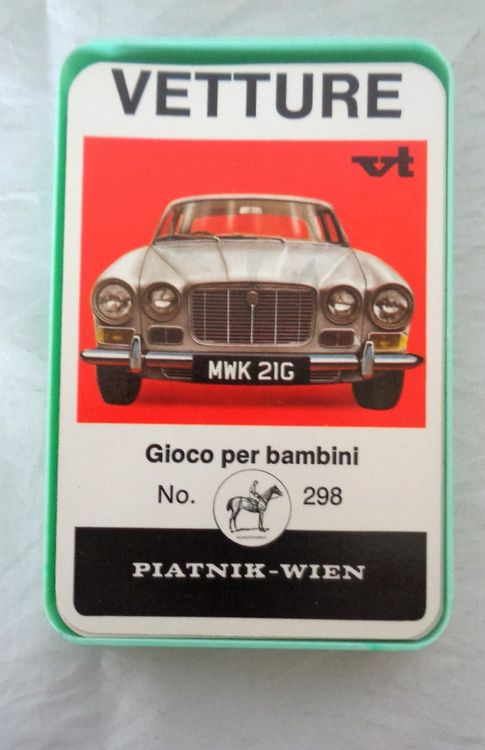 VETTURE
vt
MWK 21G
Gioco per bambini
No. 298
PIATNIK-WIEN